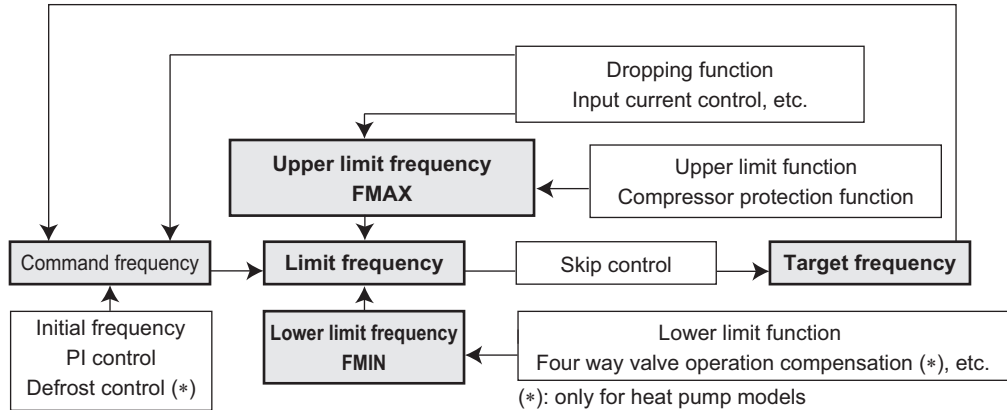 Dropping function
Input current control, etc.
Upper limit frequency
FMAX
Upper limit function
Compressor protection function
Command frequency
Limit frequency
Skip control
Target frequency
Initial frequency
PI control
Defrost control (∗)
Lower limit frequency
FMIN
Lower limit function
Four way valve operation compensation (∗), etc.
(∗): only for heat pump models